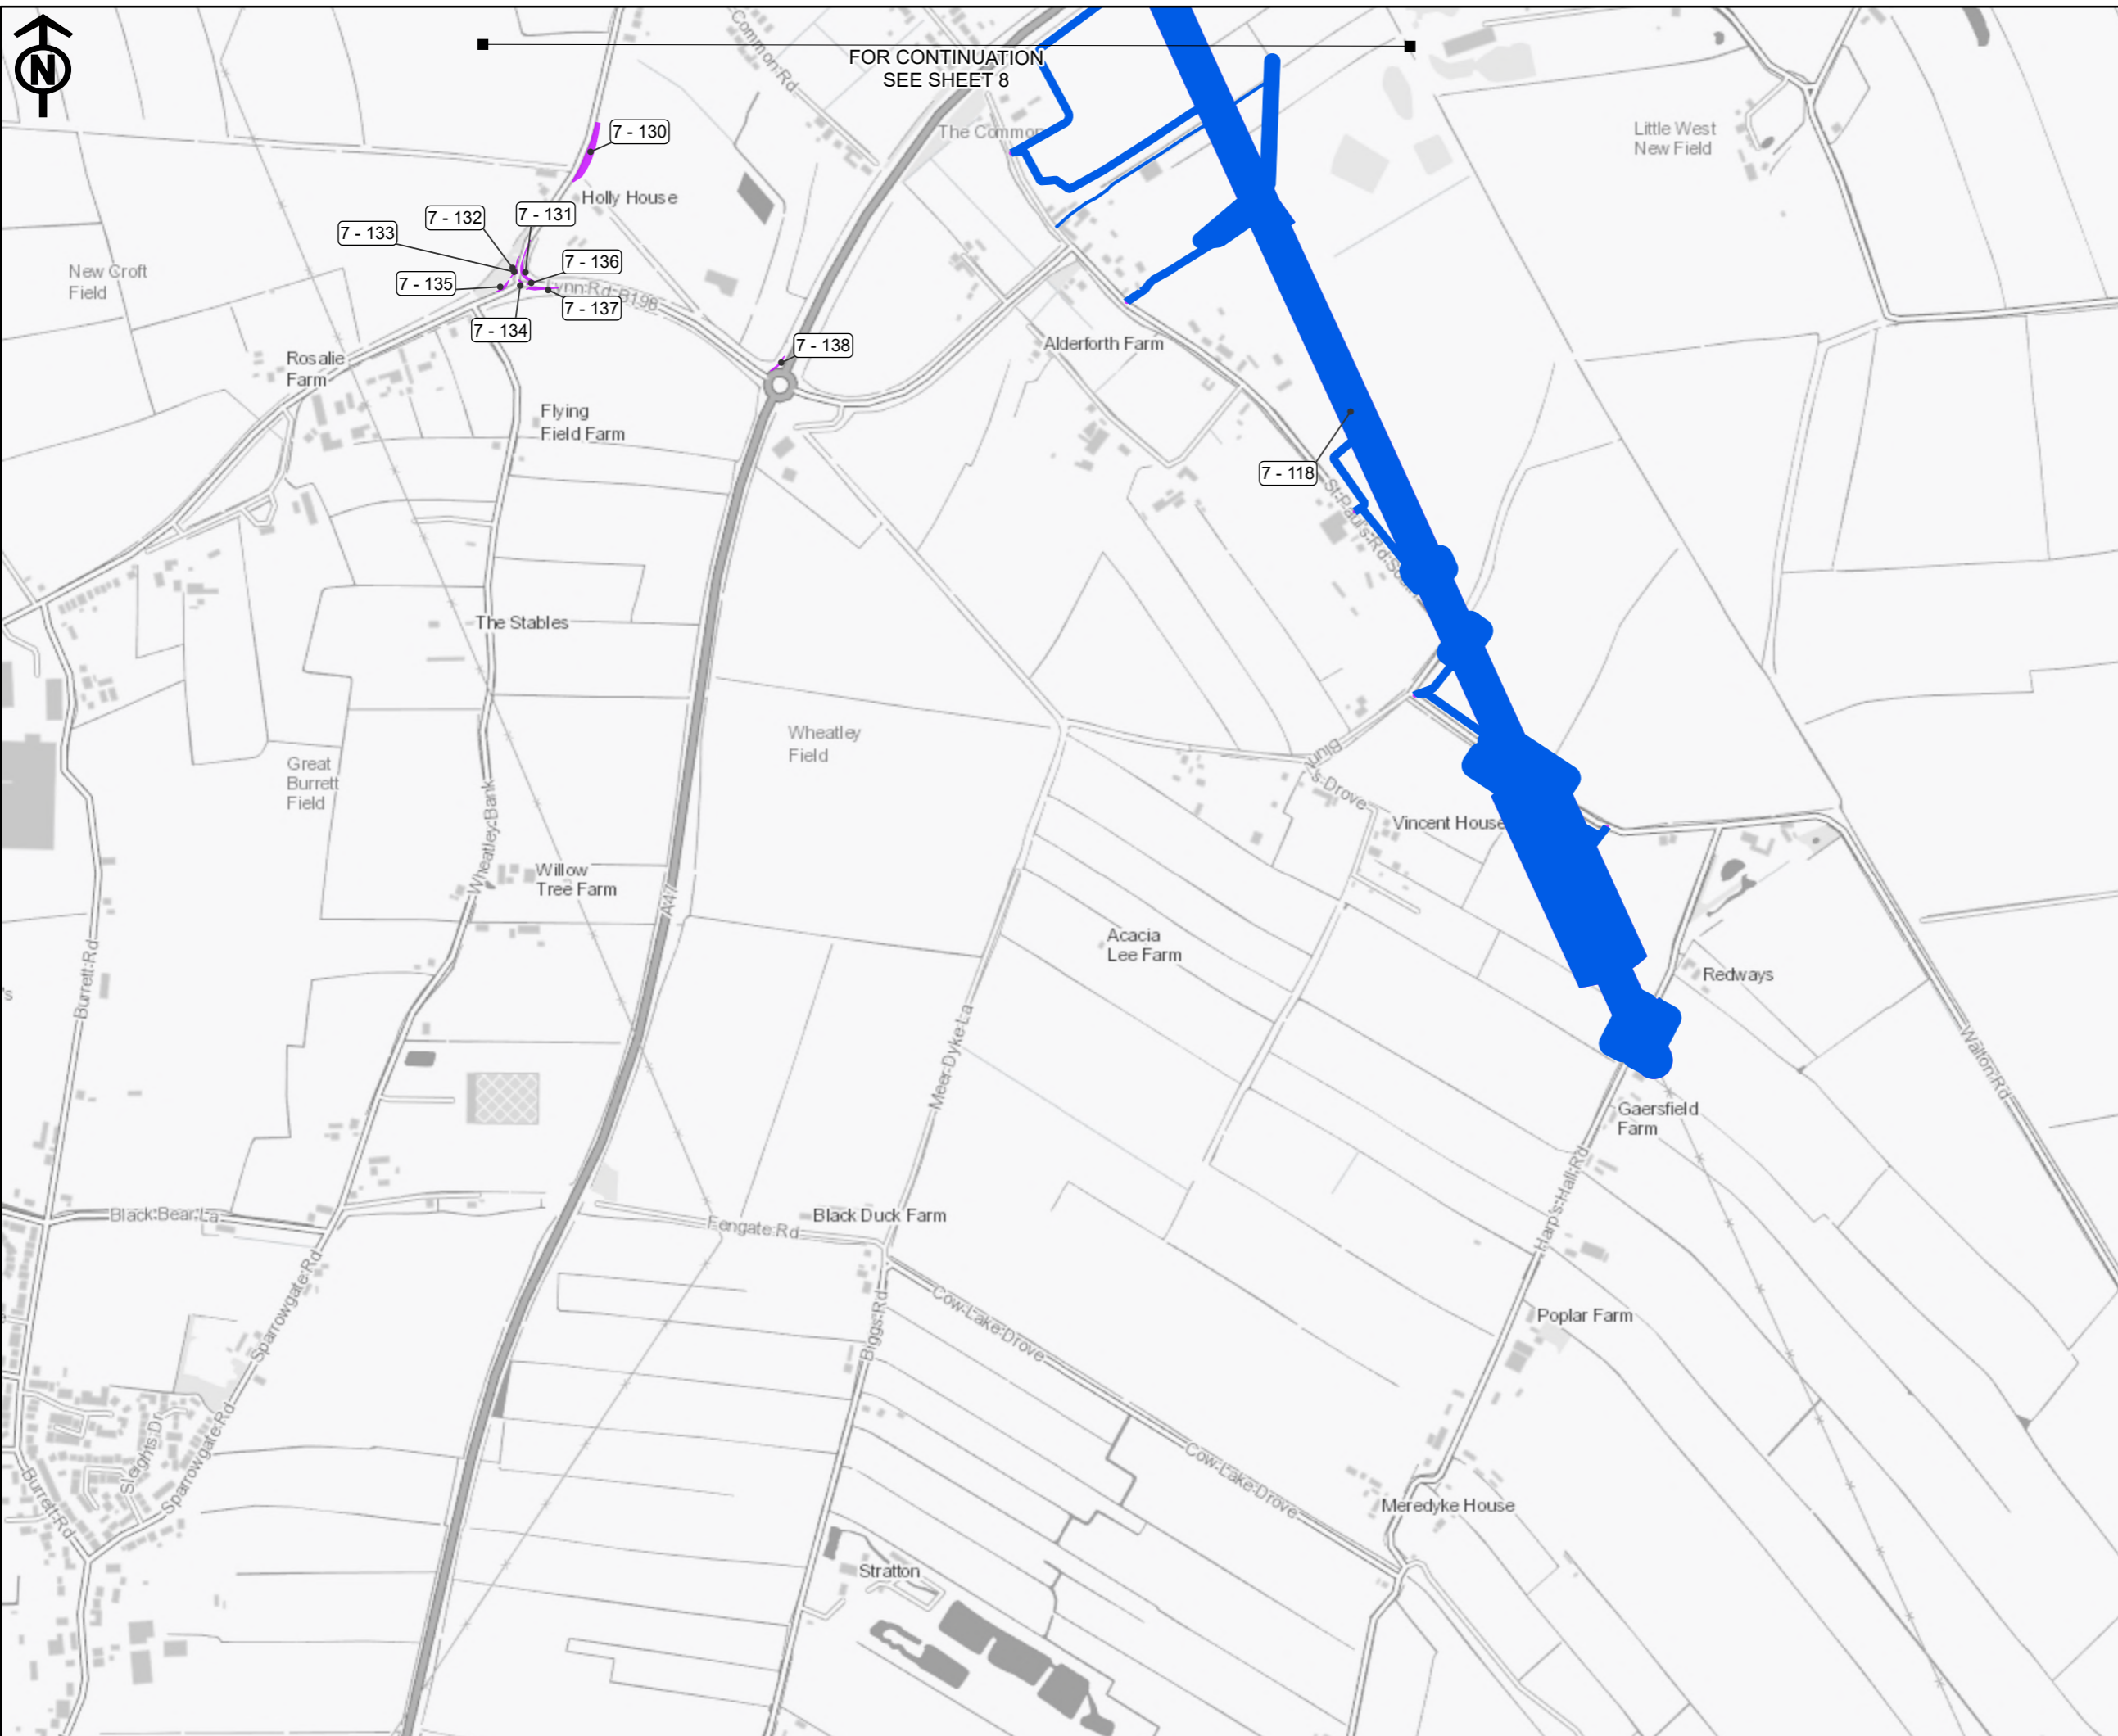 N
FOR CONTINUATION
SEE SHEET 8
Common Rd
The Common
Little West
New Field
7 - 130
Holly House
7 - 132
7 - 131
7 - 133
7 - 136
7 - 135
7 - 137
7 - 134
Lynn Rd B198
New Croft
Field
7 - 138
Rosalie
Farm
Alderforth Farm
Flying
Field Farm
7 - 118
St Paul's Rd
The Stables
Wheatley
Field
Great
Burrett
Field
's Drove
Vincent House
Wheatley Bank
Willow
Tree Farm
A47
Acacia
Lee Farm
Redways
Burrett Rd
's
Meer Dyke La
Walton Rd
Gaersfield
Farm
Harp's Hall Rd
Black Bear La
Fengate Rd
Black Duck Farm
Sparrowgate Rd
Cow Lake Drove
Biggs Rd
Poplar Farm
Sleights Dr
Sparrowgate Rd
Burrett Rd
Cow Lake Drove
Meredyke House
Stratton